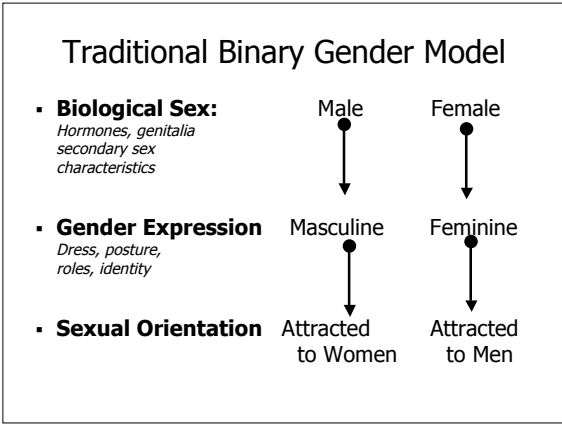 Traditional Binary Gender Model
▪ Biological Sex: Male Female
Hormones, genitalia
secondary sex
characteristics
▪ Gender Expression Masculine Feminine
Dress, posture,
roles, identity
▪ Sexual Orientation Attracted Attracted
to Women to Men